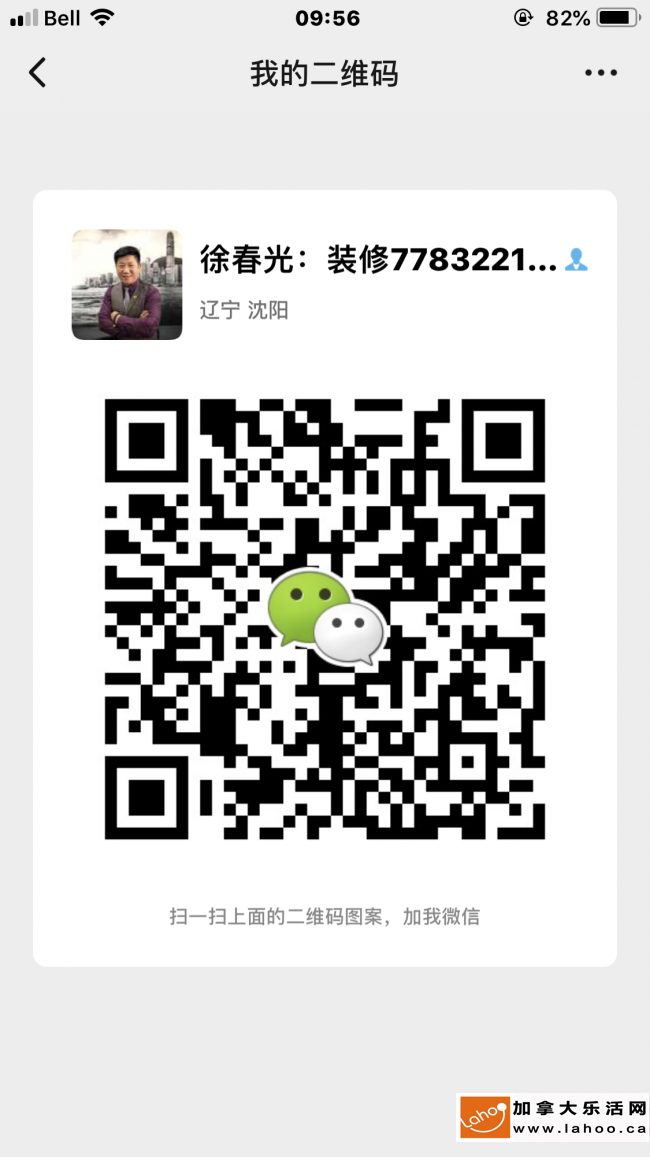 Bell 09:56 82%
我的二维码
徐春光：装修7783221...
辽宁 沈阳
扫一扫上面的二维码图案，加我微信
Lahoo
加拿大乐活网
www.lahoo.ca